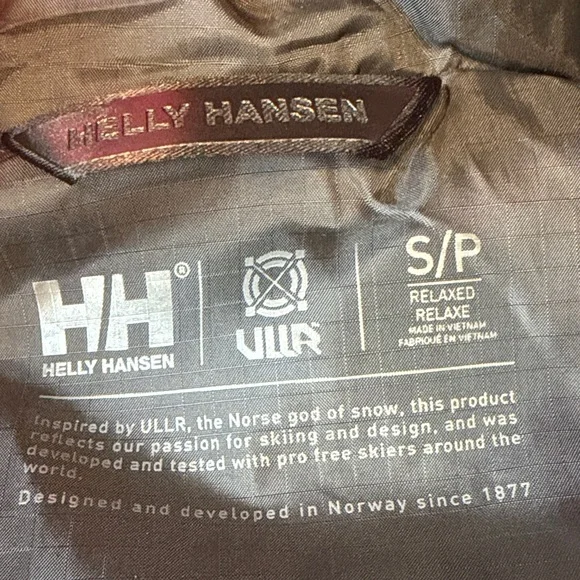 HELLY HANSEN
HH®
HELLY HANSEN
ULLR
S/P
RELAXED
RELAXE
MADE IN VIETNAM
FABRIQUÉ EN VIETNAM
Inspired by ULLR, the Norse god of snow, this product
reflects our passion for skiing and design, and was
developed and tested with pro free skiers around the
world.
Designed and developed in Norway since 1877